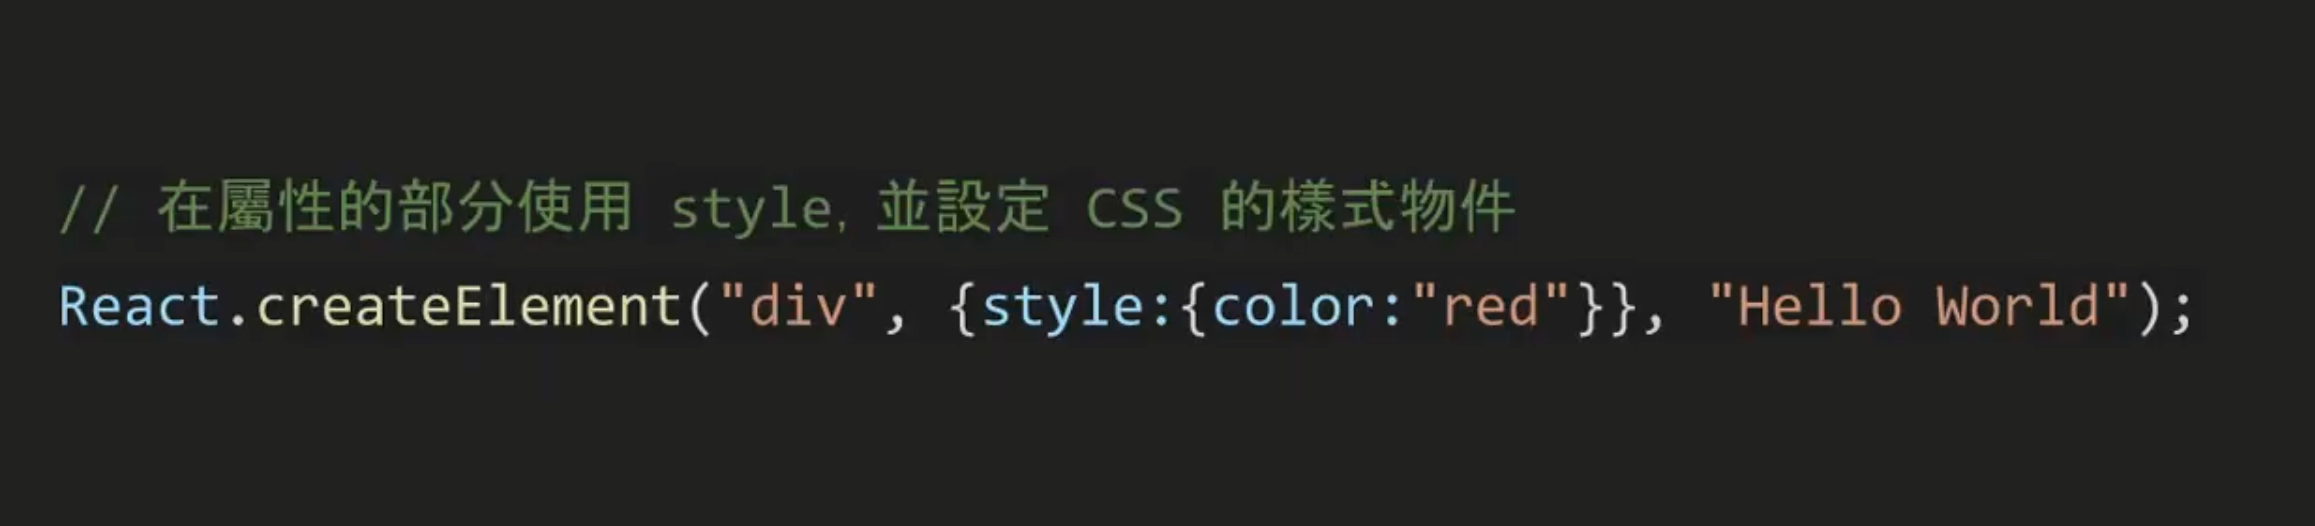 // 在屬性的部分使用 style, 並設定 CSS 的樣式物件
React.createElement("div", {style:{color:"red"}}, "Hello World");